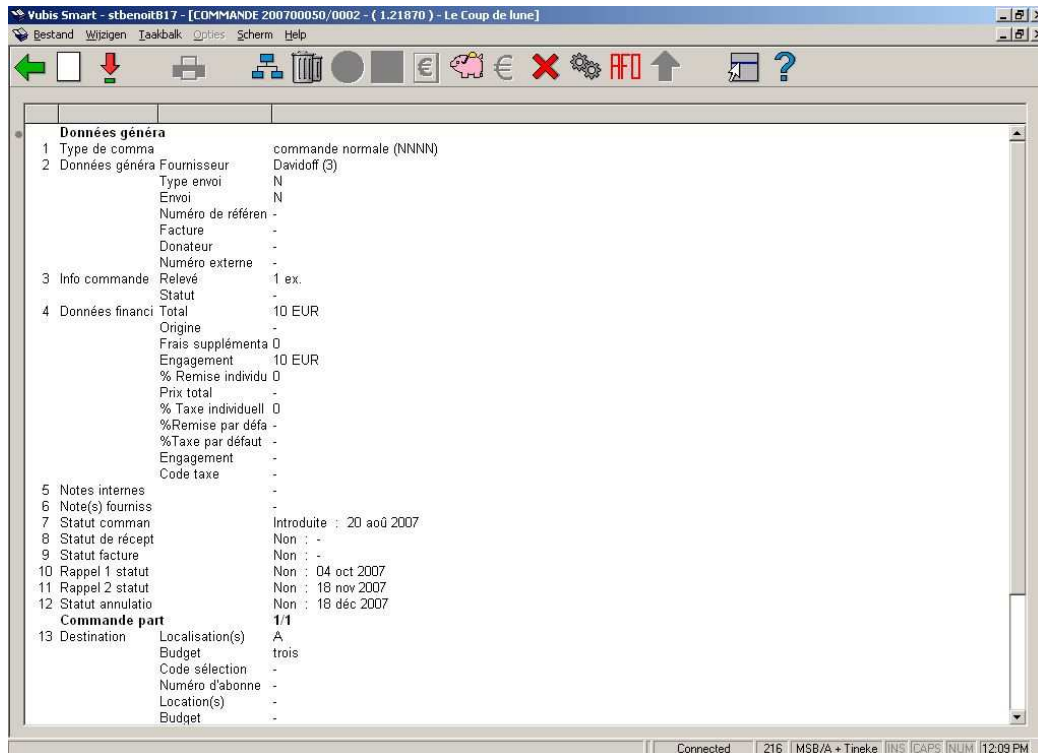 Vubis Smart - stbenoitB17 - [COMMANDE 200700050/0002 - ( 1.21870 ) - Le Coup de lune]
Bestand Wijzigen Taakbalk Opties Scherm Help
€ € AFO ?
Données généra
1 Type de comma commande normale (NNNN)
2 Données généra Fournisseur Davidoff (3)
Type envoi N
Envoi N
Numéro de référen -
Facture -
Donateur -
Numéro externe -
3 Info commande Relevé 1 ex.
Statut -
4 Données financi Total 10 EUR
Origine -
Frais supplémenta 0
Engagement 10 EUR
% Remise individu 0
Prix total -
% Taxe individuell 0
%Remise par défa -
%Taxe par défaut -
Engagement -
Code taxe -
5 Notes internes -
6 Note(s) fourniss -
7 Statut comman Introduite : 20 aoû 2007
8 Statut de récept Non : -
9 Statut facture Non : -
10 Rappel 1 statut Non : 04 oct 2007
11 Rappel 2 statut Non : 18 nov 2007
12 Statut annulatio Non : 18 déc 2007
Commande part 1/1
13 Destination Localisation(s) A
Budget trois
Code sélection -
Numéro d'abonne -
Location(s) -
Budget -
Connected 216 MSB/A + Tineke INS CAPS NUM 12:09 PM